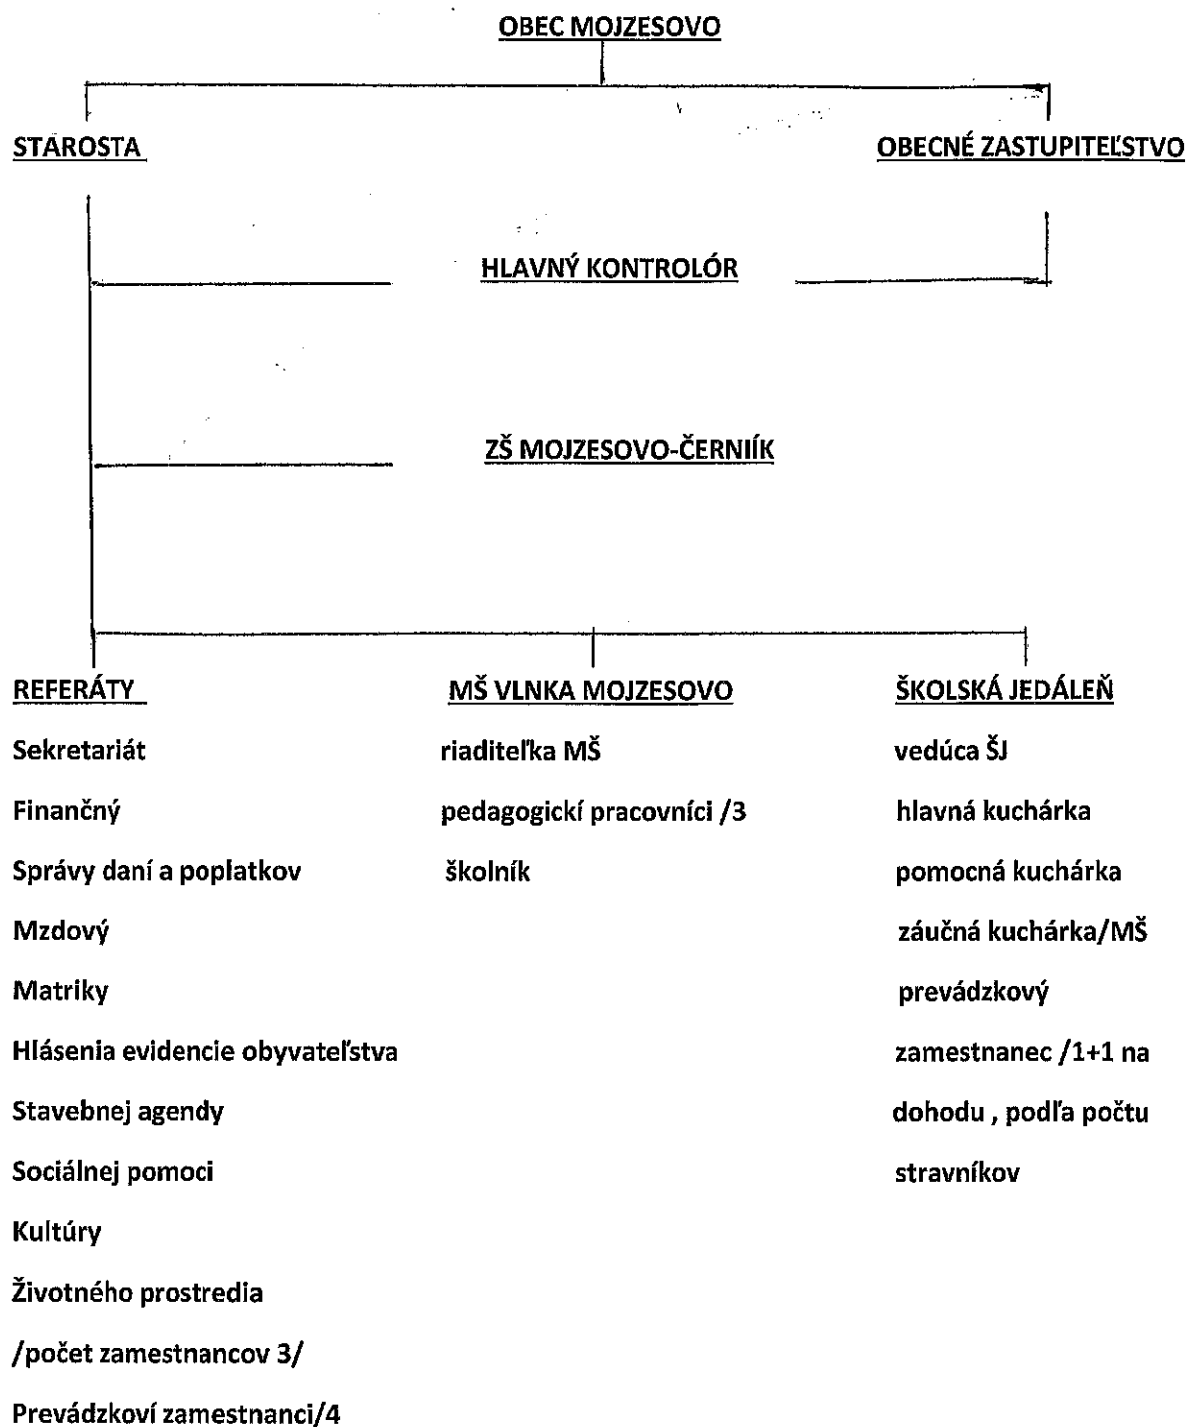 OBEC MOJZESOVO
STAROSTA
OBECNÉ ZASTUPITEĽSTVO
HLAVNÝ KONTROLÓR
ZŠ MOJZESOVO-ČERNIÍK
REFERÁTY
Sekretariát
Finančný
Správy daní a poplatkov
Mzdový
Matriky
Hlásenia evidencie obyvateľstva
Stavebnej agendy
Sociálnej pomoci
Kultúry
Životného prostredia
/počet zamestnancov 3/
Prevádzkoví zamestnanci/4
MŠ VLNKA MOJZESOVO
riaditeľka MŠ
pedagogickí pracovníci /3
školník
ŠKOLSKÁ JEDÁLEŇ
vedúca ŠJ
hlavná kuchárka
pomocná kuchárka
záučná kuchárka/MŠ
prevádzkový
zamestnanec /1+1 na
dohodu , podľa počtu
stravníkov